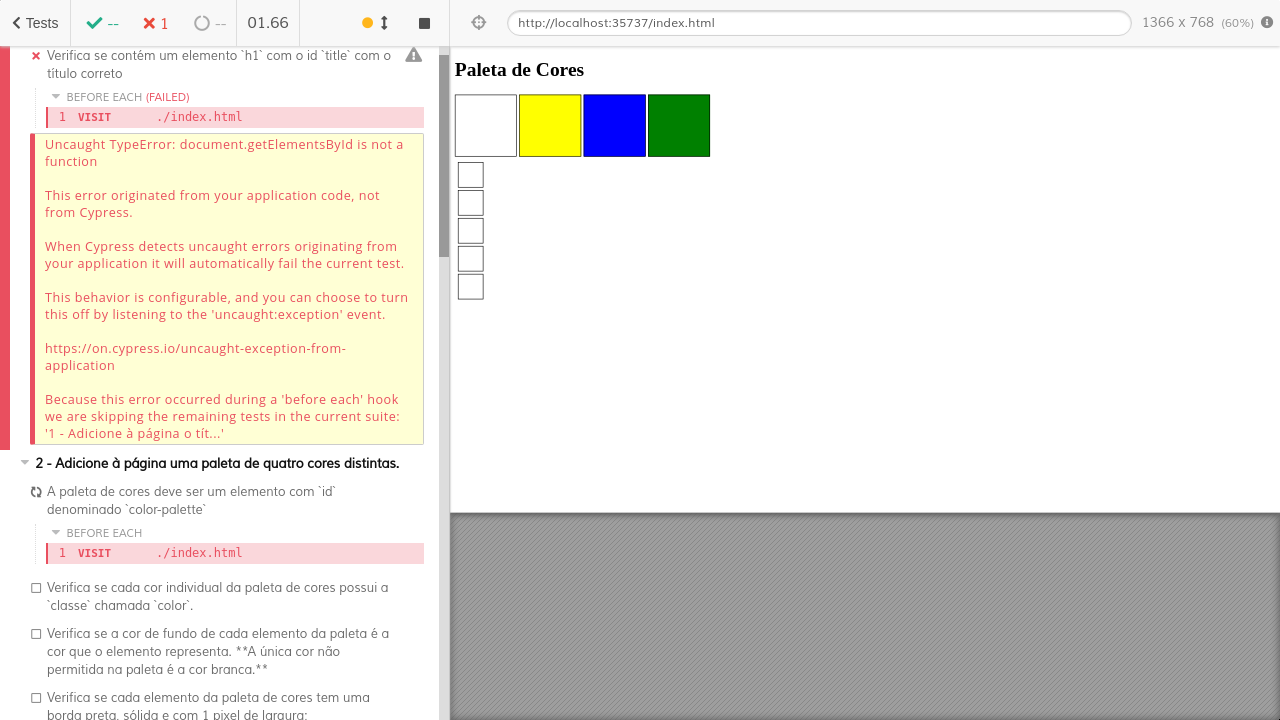 Tests
--
1
--
01.66
http://localhost:35737/index.html
1366 x 768 (60%)
Verifica se contém um elemento `h1` com o id `title` com o
título correto
BEFORE EACH (FAILED)
1 VISIT ./index.html
Uncaught TypeError: document.getElementsById is not a
function
This error originated from your application code, not
from Cypress.
When Cypress detects uncaught errors originating from
your application it will automatically fail the current test.
This behavior is configurable, and you can choose to turn
this off by listening to the 'uncaught:exception' event.
https://on.cypress.io/uncaught-exception-from-
application
Because this error occurred during a 'before each' hook
we are skipping the remaining tests in the current suite:
'1 - Adicione à página o tít...'
2 - Adicione à página uma paleta de quatro cores distintas.
A paleta de cores deve ser um elemento com `id`
denominado `color-palette`
BEFORE EACH
1 VISIT ./index.html
Verifica se cada cor individual da paleta de cores possui a
`classe` chamada `color`.
Verifica se a cor de fundo de cada elemento da paleta é a
cor que o elemento representa. **A única cor não
permitida na paleta é a cor branca.**
Verifica se cada elemento da paleta de cores tem uma
borda preta, sólida e com 1 pixel de largura;
Paleta de Cores